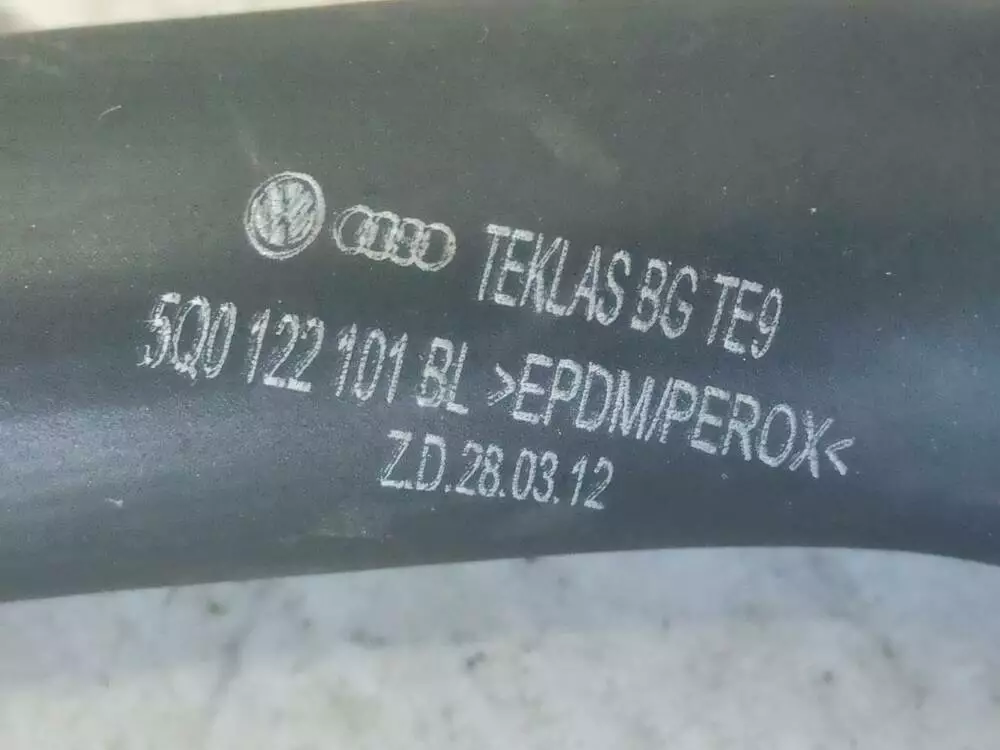 TEKLAS BG TE9
5Q0 122 101 BL >EPDM/PEROX<
Z.D.28.03.12